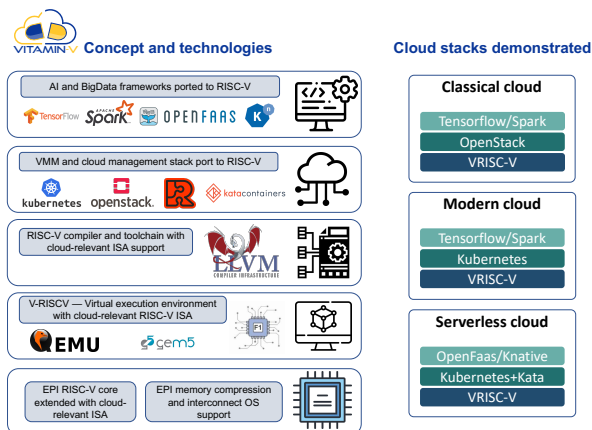 VITAMIN-V
Concept and technologies
AI and BigData frameworks ported to RISC-V
TensorFlow
APACHE
Spark
OPENFAAS
K
n
VMM and cloud management stack port to RISC-V
kubernetes
openstack.
R
katacontainers
RISC-V compiler and toolchain with
cloud-relevant ISA support
LLVM
COMPILER INFRASTRUCTURE
V-RISCV — Virtual execution environment
with cloud-relevant RISC-V ISA
QEMU
gem5
F1
EPI RISC-V core
extended with cloud-
relevant ISA
EPI memory compression
and interconnect OS
support
Cloud stacks demonstrated
Classical cloud
Tensorflow/Spark
OpenStack
VRISC-V
Modern cloud
Tensorflow/Spark
Kubernetes
VRISC-V
Serverless cloud
OpenFaas/Knative
Kubernetes+Kata
VRISC-V